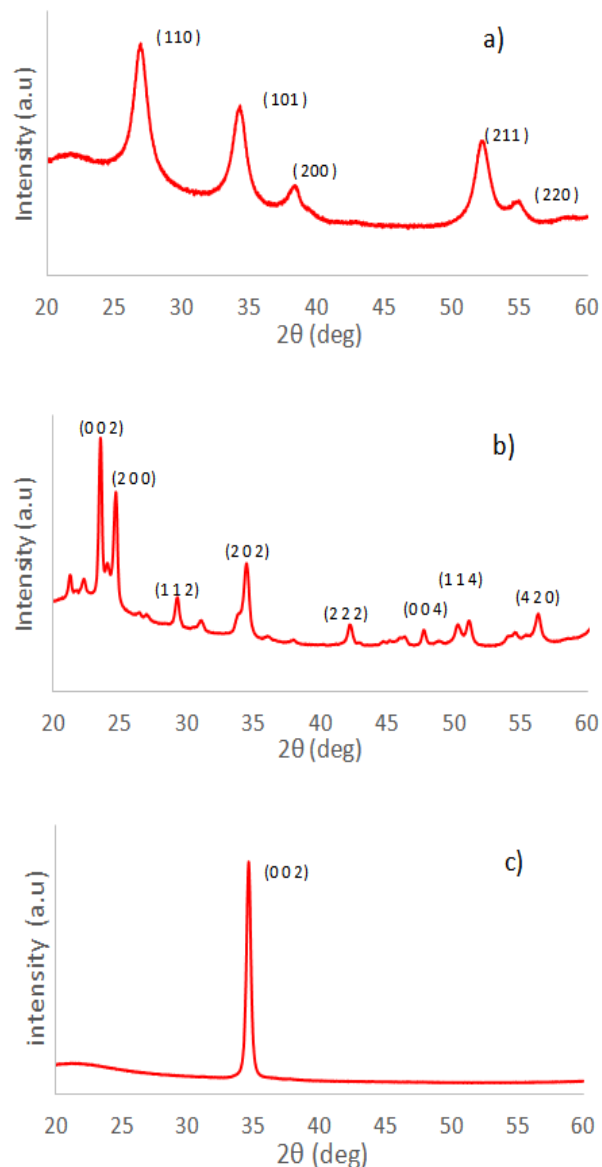 a)
(110)
(101)
(200)
(211)
(220)
Intensity (a.u)
20 25 30 35 40 45 50 55 60
2θ (deg)
b)
(002)
(200)
(112)
(202)
(222)
(004)
(114)
(420)
Intensity (a.u)
20 25 30 35 40 45 50 55 60
2θ (deg)
c)
(002)
intensity (a.u)
20 25 30 35 40 45 50 55 60
2θ (deg)